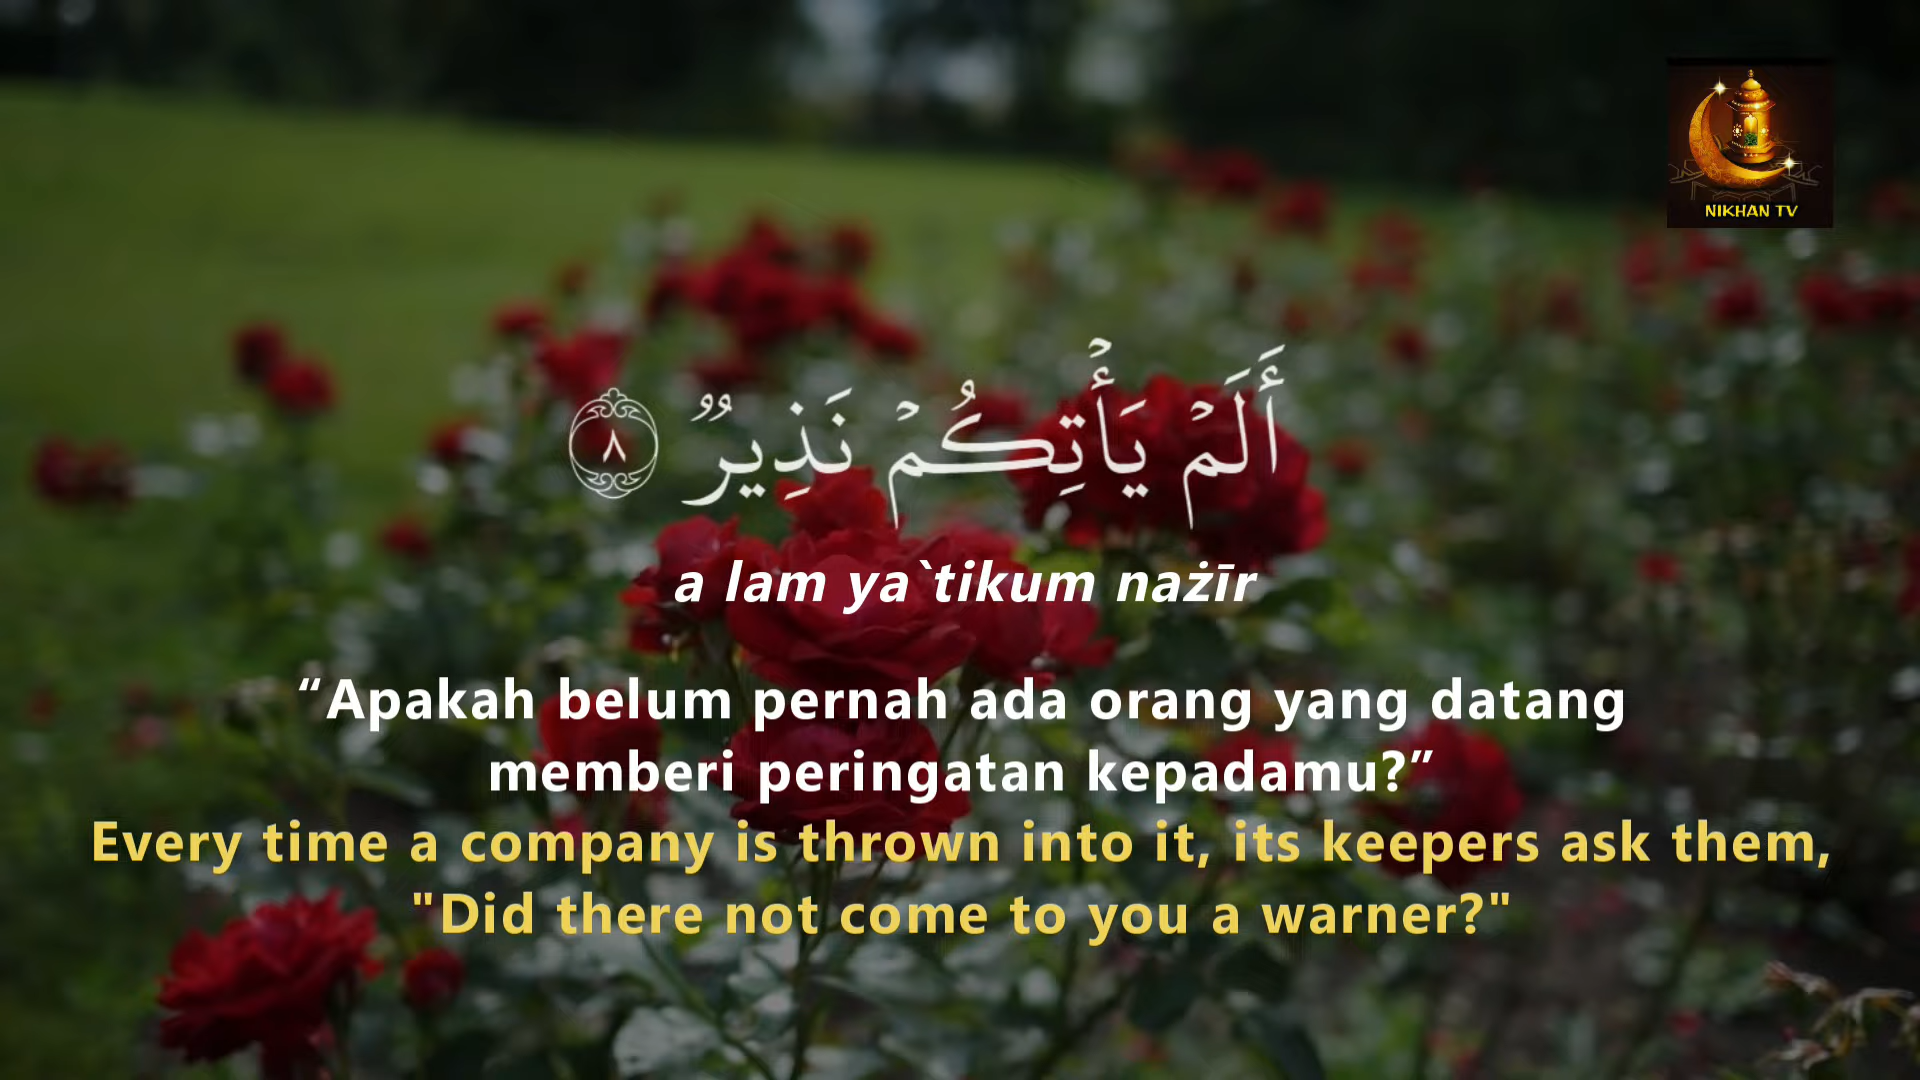 NIKHAN TV
أَلَمْ يَأْتِكُمْ نَذِيرٌ ٨
a lam ya`tikum nażīr
“Apakah belum pernah ada orang yang datang
memberi peringatan kepadamu?”
Every time a company is thrown into it, its keepers ask them,
"Did there not come to you a warner?"